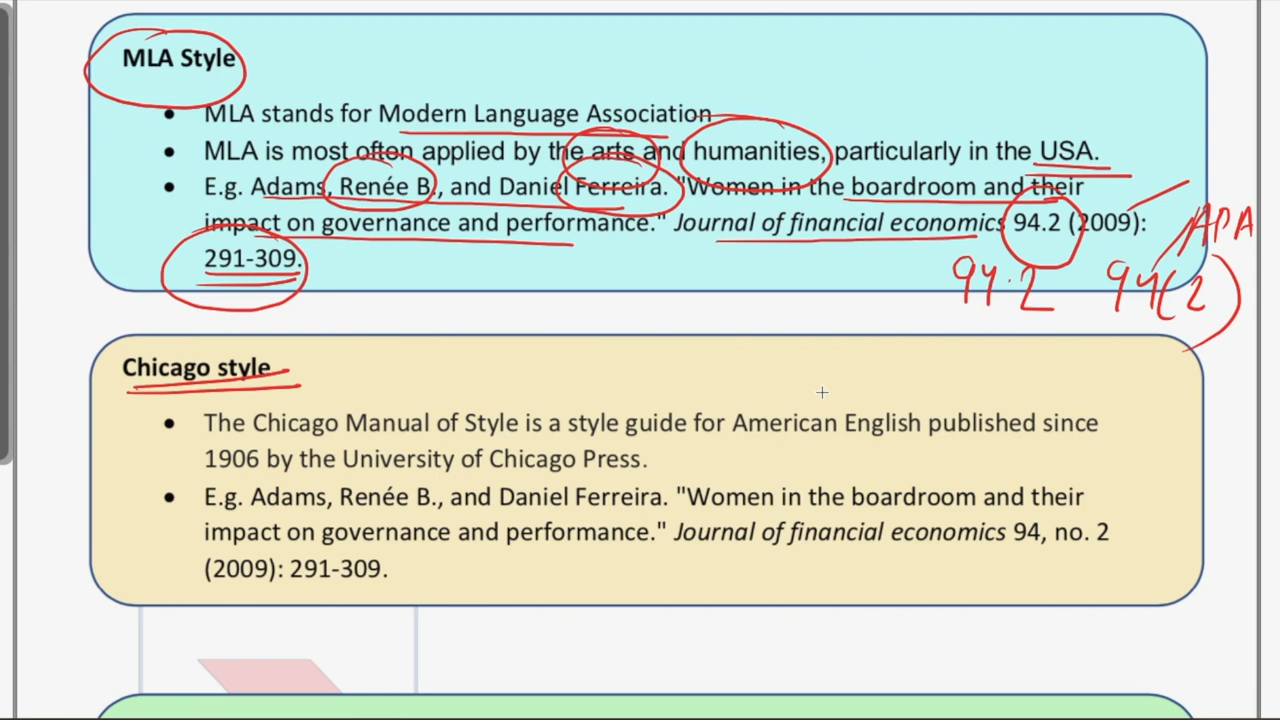 MLA Style
• MLA stands for Modern Language Association
• MLA is most often applied by the arts and humanities, particularly in the USA.
• E.g. Adams, Renée B., and Daniel Ferreira. "Women in the boardroom and their
impact on governance and performance." Journal of financial economics 94.2 (2009):
291-309.
APA
94.2 94(2)
Chicago style
• The Chicago Manual of Style is a style guide for American English published since
1906 by the University of Chicago Press.
• E.g. Adams, Renée B., and Daniel Ferreira. "Women in the boardroom and their
impact on governance and performance." Journal of financial economics 94, no. 2
(2009): 291-309.